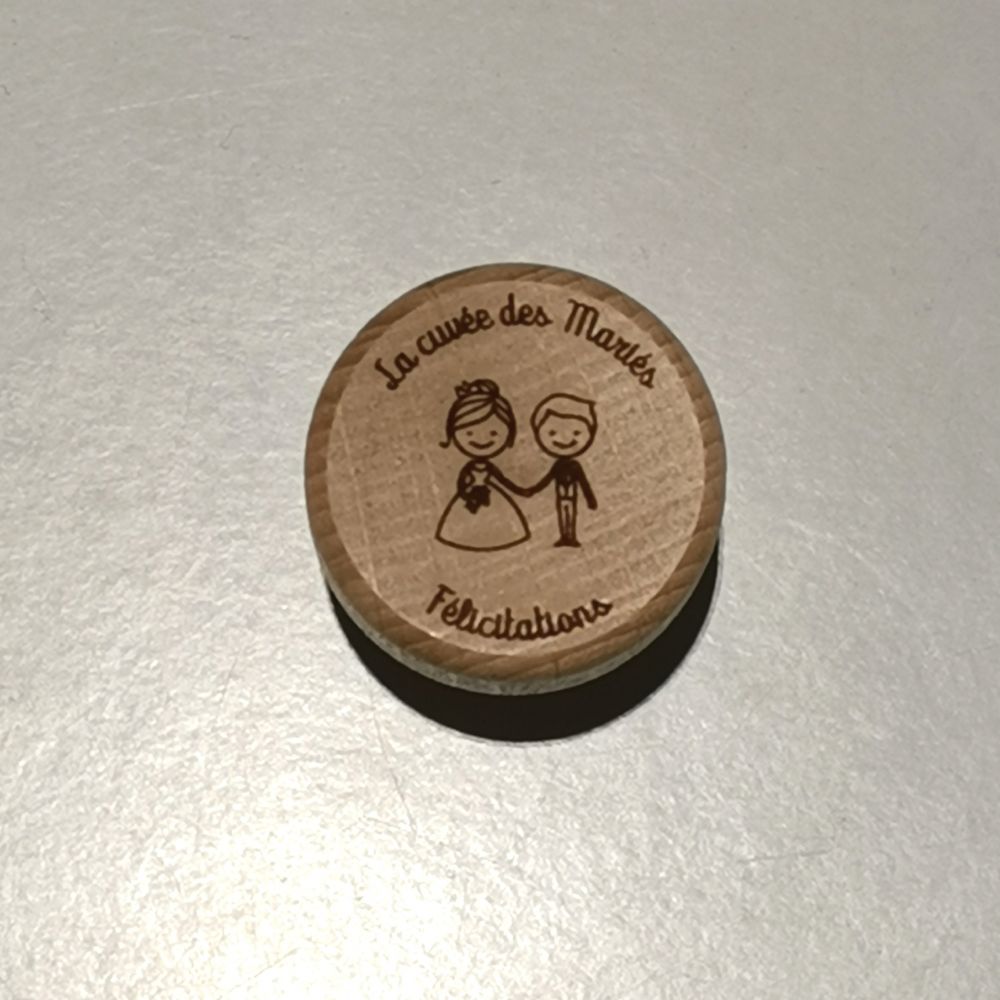 La cuvée des Mariés
Félicitations